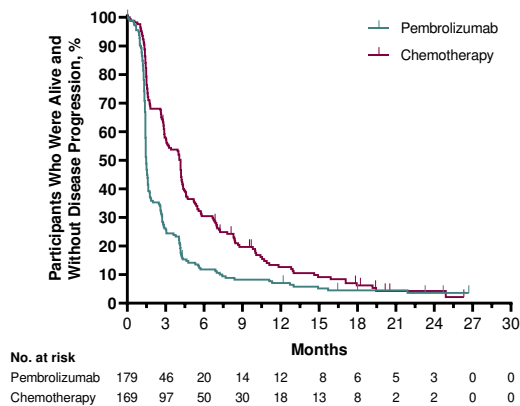 Participants Who Were Alive and
Without Disease Progression, %
100
90
80
70
60
50
40
30
20
10
0
Pembrolizumab
Chemotherapy
0 3 6 9 12 15 18 21 24 27 30
Months
No. at risk
Pembrolizumab 179 46 20 14 12 8 6 5 3 0 0
Chemotherapy 169 97 50 30 18 13 8 2 2 0 0